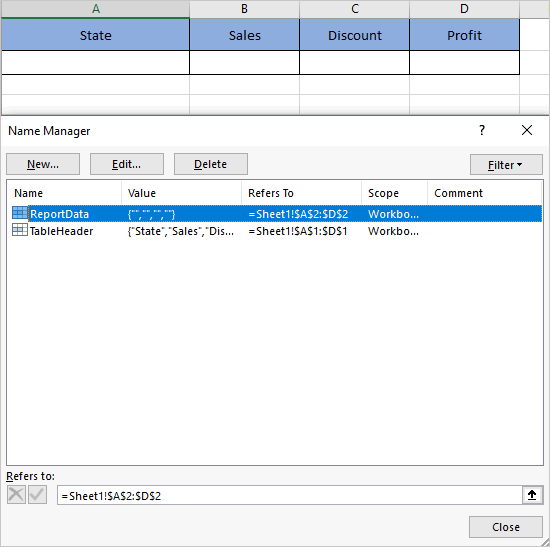 A B C D
State Sales Discount Profit
Name Manager ?
New... Edit... Delete Filter
Name Value Refers To Scope Comment
ReportData {"","","",""} =Sheet1!$A$2:$D$2 Workbo...
TableHeader {"State","Sales","Dis... =Sheet1!$A$1:$D$1 Workbo...
Refers to:
=Sheet1!$A$2:$D$2
Close